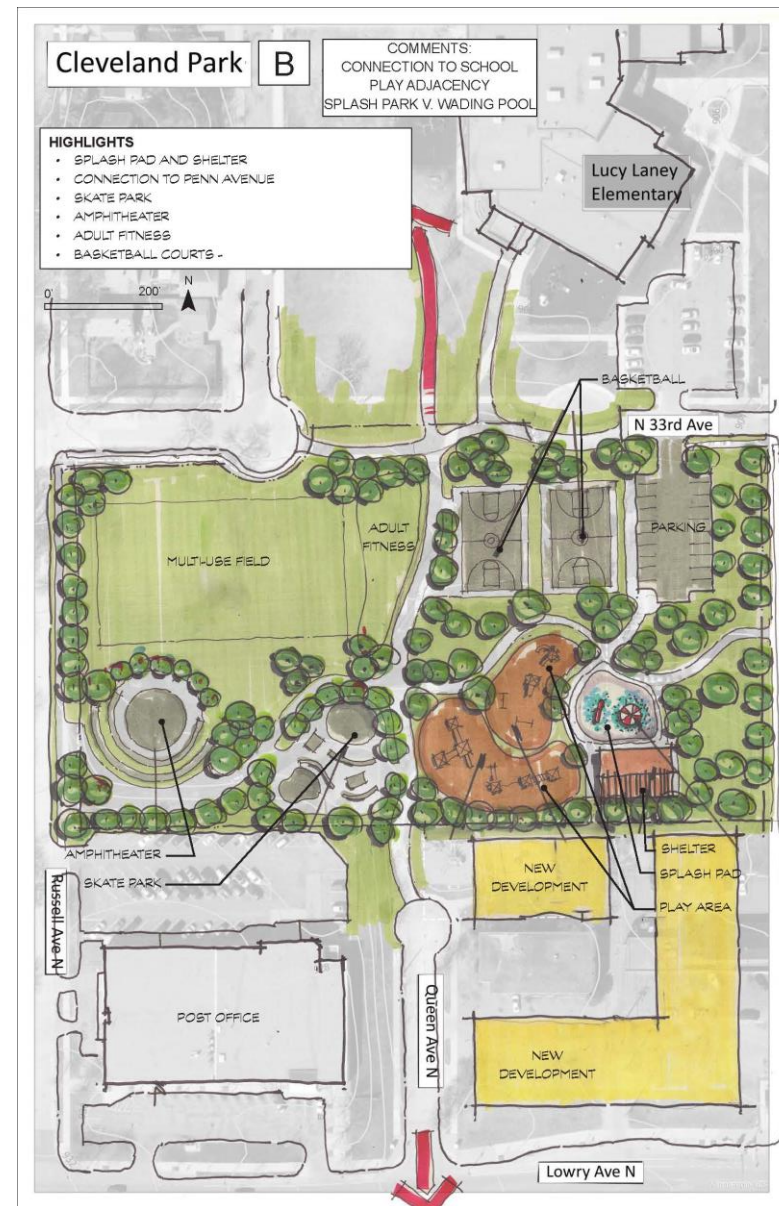 Cleveland Park
B
COMMENTS:
CONNECTION TO SCHOOL
PLAY ADJACENCY
SPLASH PARK V. WADING POOL
HIGHLIGHTS
• SPLASH PAD AND SHELTER
• CONNECTION TO PENN AVENUE
• SKATE PARK
• AMPHITHEATER
• ADULT FITNESS
• BASKETBALL COURTS -
Lucy Laney
Elementary
0'
200'
N
BASKETBALL
N 33rd Ave
ADULT
FITNESS
PARKING
MULTI-USE FIELD
AMPHITHEATER
SKATE PARK
SHELTER
SPLASH PAD
PLAY AREA
NEW
DEVELOPMENT
Russell Ave N
POST OFFICE
Queen Ave N
NEW
DEVELOPMENT
Lowry Ave N